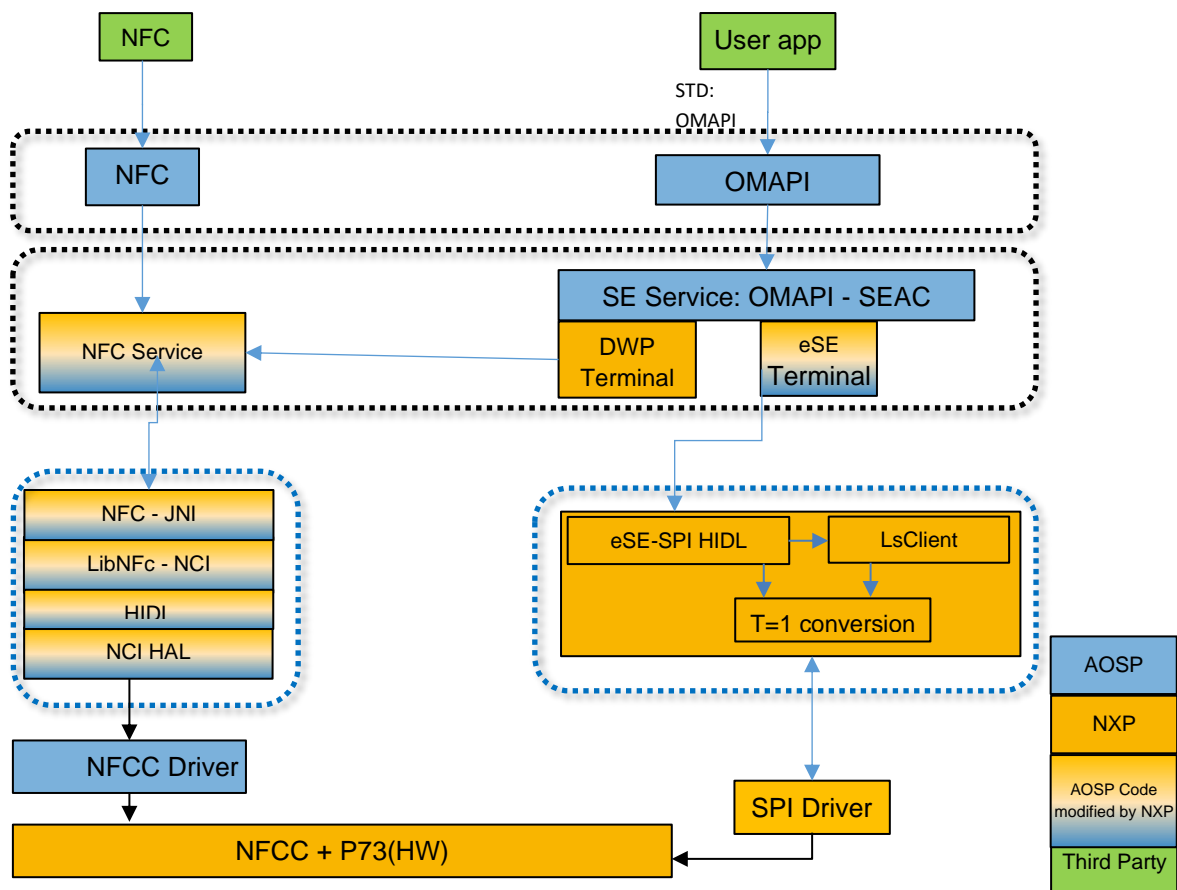 NFC
User app
STD:
OMAPI
NFC
OMAPI
SE Service: OMAPI - SEAC
NFC Service
DWP
Terminal
eSE
Terminal
NFC - JNI
LibNFc - NCI
HIDL
NCI HAL
eSE-SPI HIDL
LsClient
T=1 conversion
NFCC Driver
SPI Driver
NFCC + P73(HW)
AOSP
NXP
AOSP Code
modified by NXP
Third Party